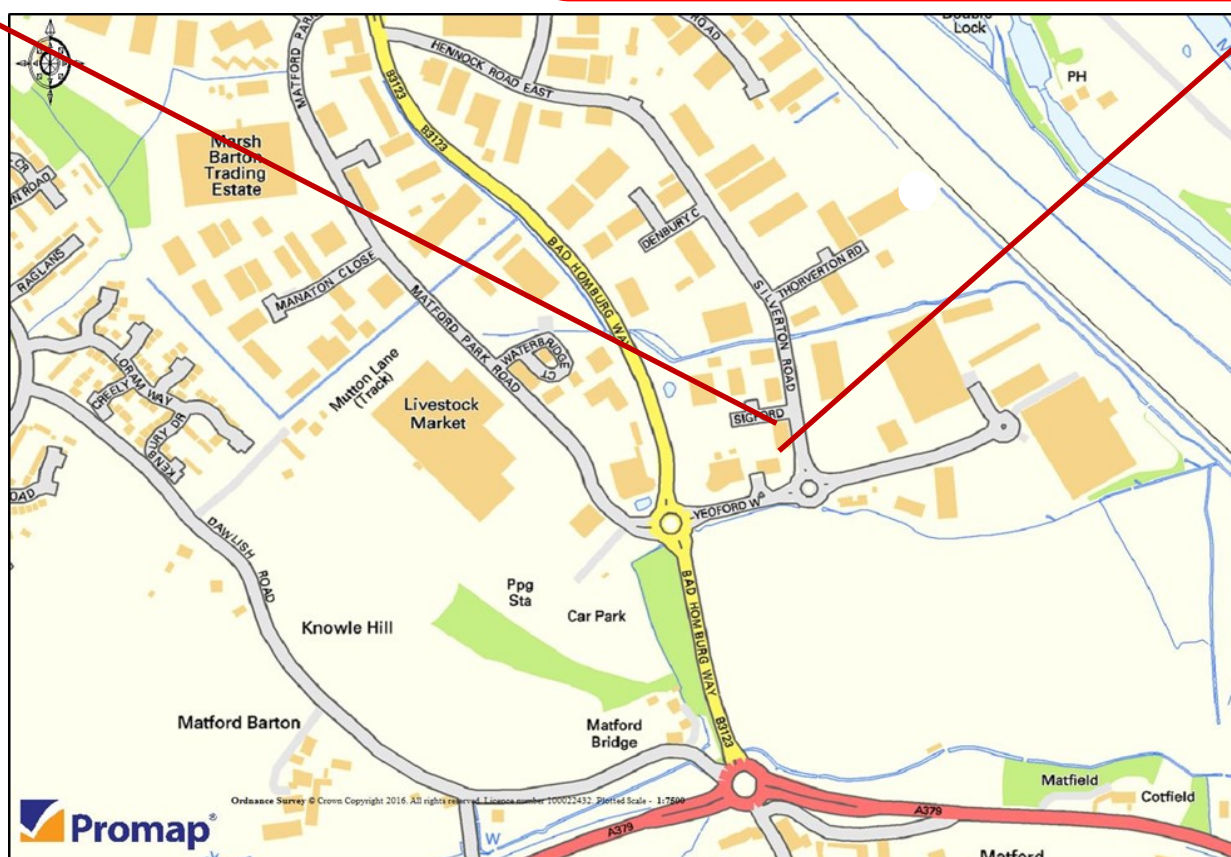 Lock
PH
MATFORD PARK
ROAD
HENNOCK ROAD EAST
B3123
B3123
Marsh
Barton
Trading
Estate
CR
N ROAD
RAGLANS
DENBURY C
THORVERTON RD
SILVERTON ROAD
BAD HOMBURG WAY
MANATON CLOSE
MATFORD PARK ROAD
WATERBRIDGE
CT
Mutton Lane
(Track)
LORAM WAY
CREELY
KENBURY DR
Livestock
Market
SIGFORD
OAD
YEOFORD W
DAWLISH ROAD
Ppg
Sta
Car Park
Knowle Hill
BAD HOMBURG WAY
B3123
Matford Barton
Matford
Bridge
Matfield
Cotfield
Ordnance Survey © Crown Copyright 2016. All rights reserved. Licence number 100022432. Plotted Scale - 1:7500
A379
A379
W
Promap®